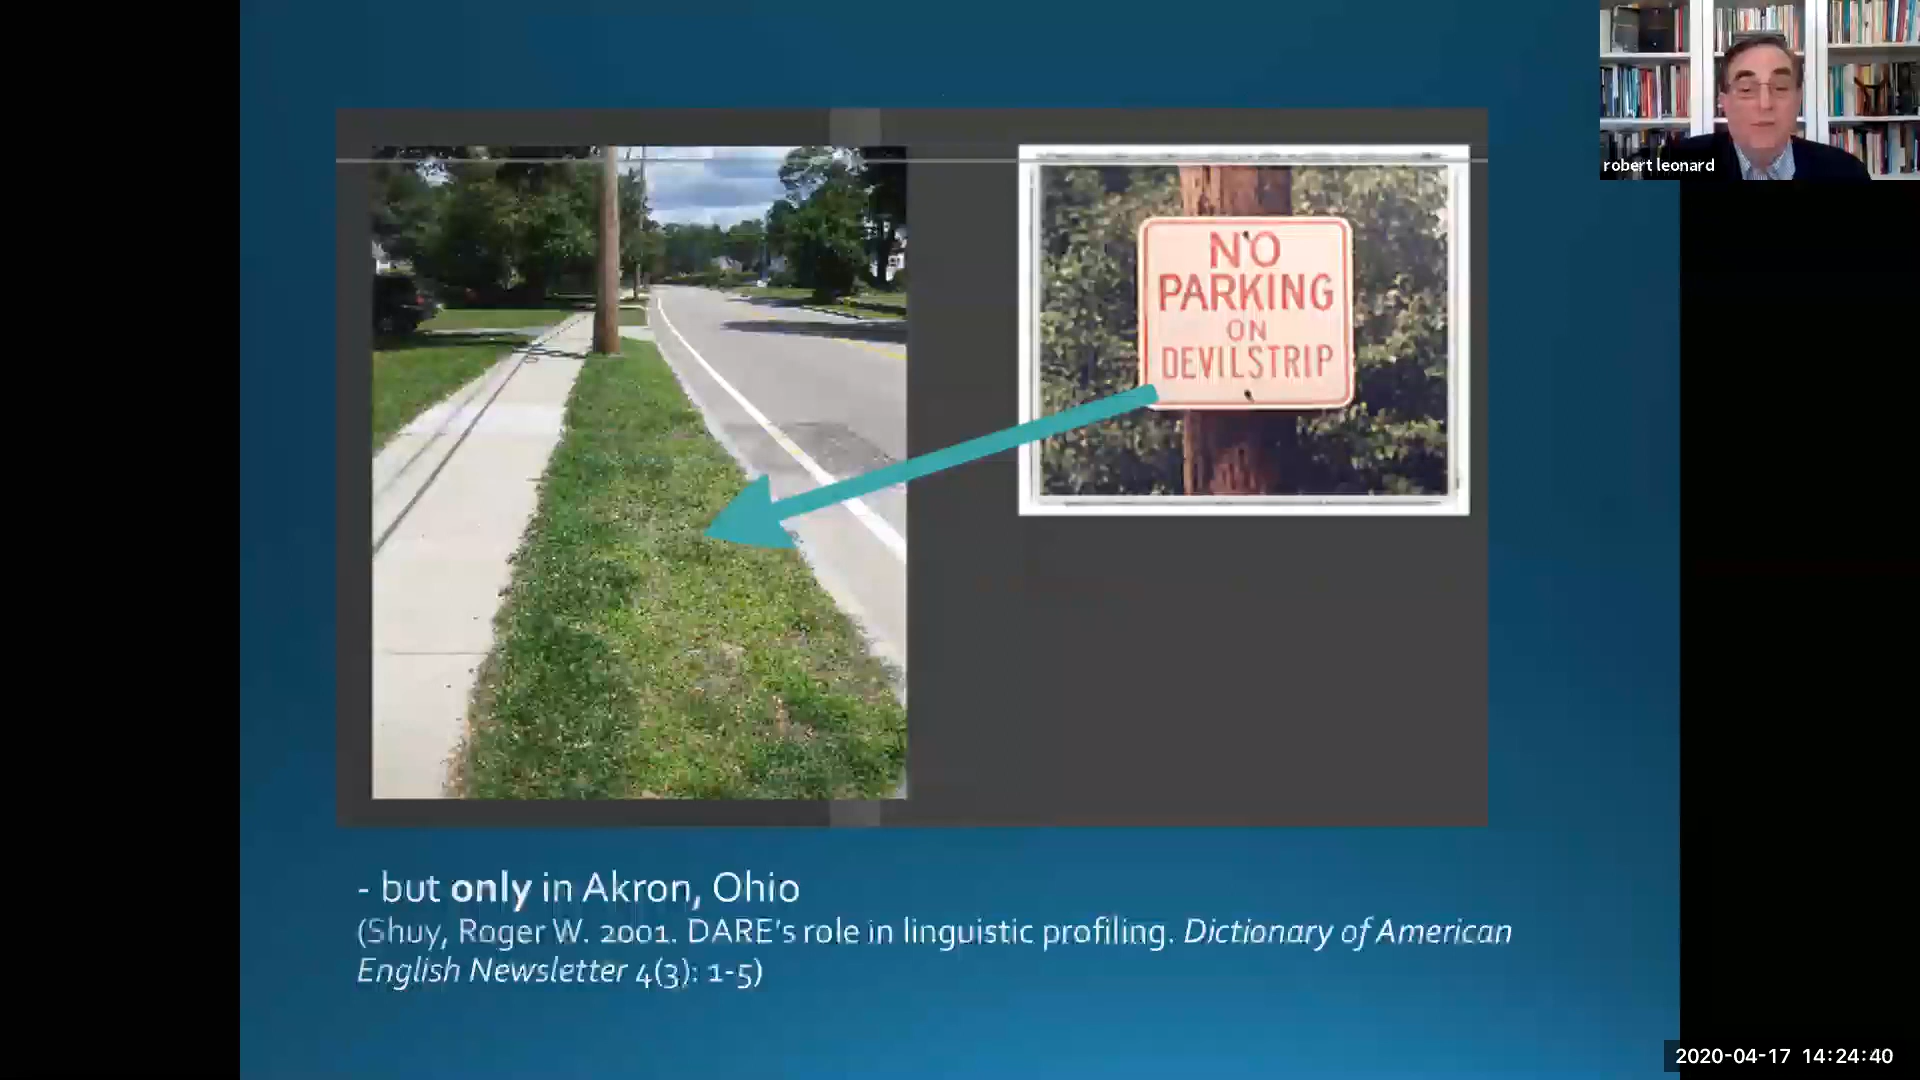 robert leonard
NO
PARKING
ON
DEVILSTRIP
- but only in Akron, Ohio
(Shuy, Roger W. 2001. DARE's role in linguistic profiling. Dictionary of American
English Newsletter 4(3): 1-5)
2020-04-17 14:24:40